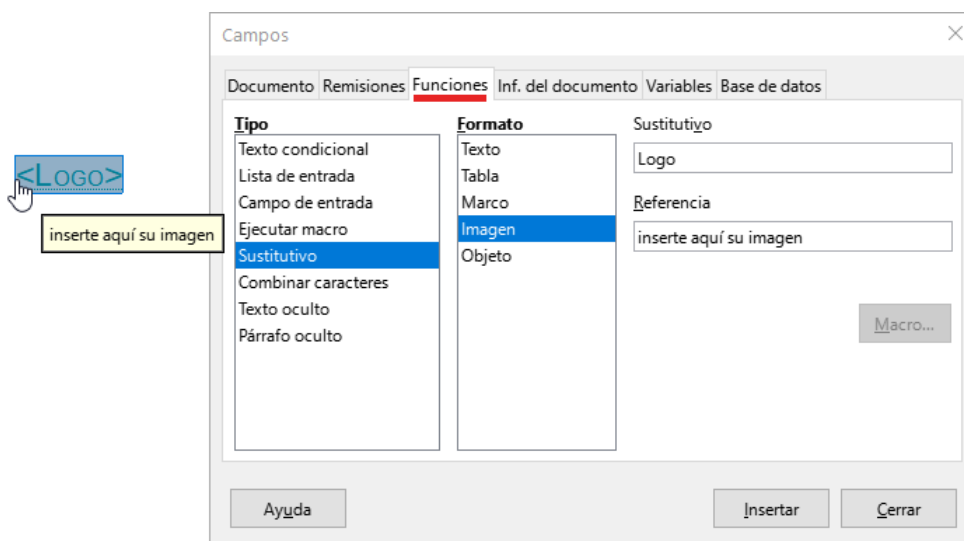 Campos
Documento Remisiones Funciones Inf. del documento Variables Base de datos
Tipo
Texto condicional
Lista de entrada
Campo de entrada
Ejecutar macro
Sustitutivo
Combinar caracteres
Texto oculto
Párrafo oculto
Formato
Texto
Tabla
Marco
Imagen
Objeto
Sustitutivo
Logo
Referencia
inserte aquí su imagen
Macro...
<LOGO>
inserte aquí su imagen
Ayuda
Insertar
Cerrar